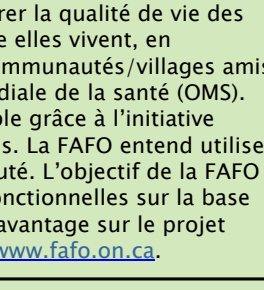 rer la qualité de vie des
e elles vivent, en
ommunautés/villages amis
diale de la santé (OMS).
ole grâce à l'initiative
s. La FAFO entend utilise
uté. L'objectif de la FAFO
onctionnelles sur la base
avantage sur le projet
www.fafo.on.ca.